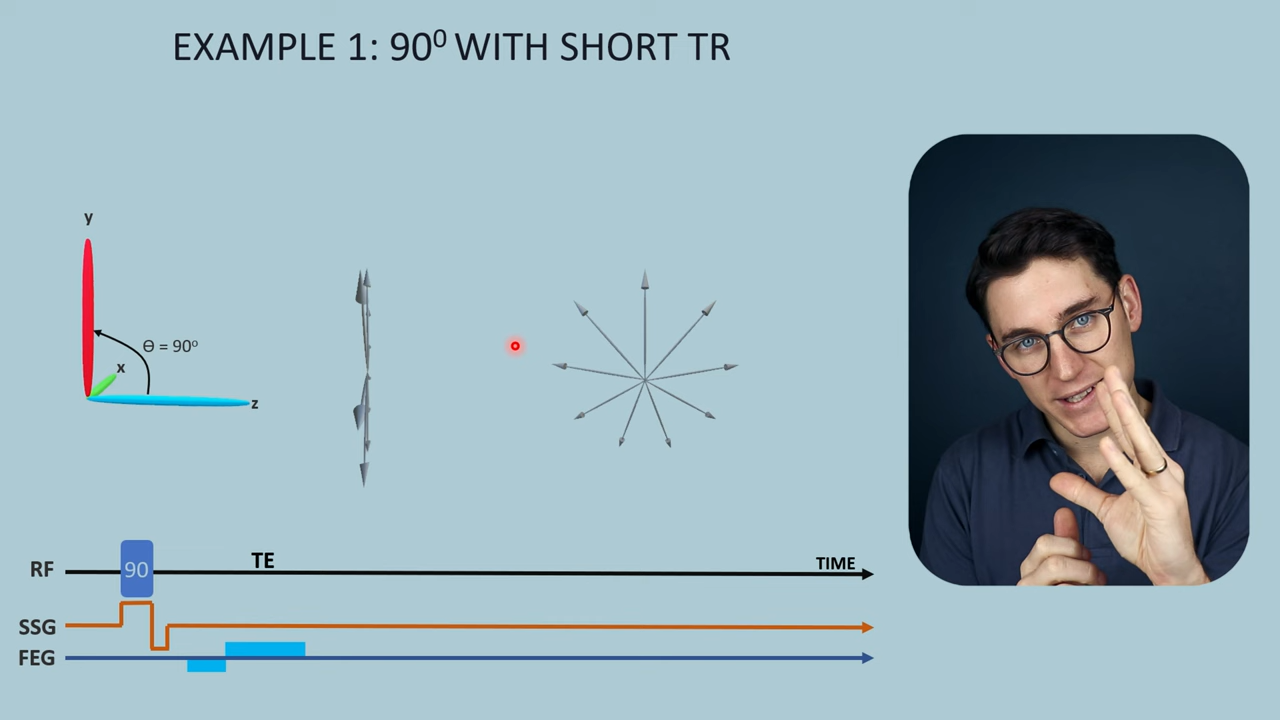 EXAMPLE 1: 90⁰ WITH SHORT TR
y
Ɵ = 90º
x
z
90
TE
TIME
RF
SSG
FEG